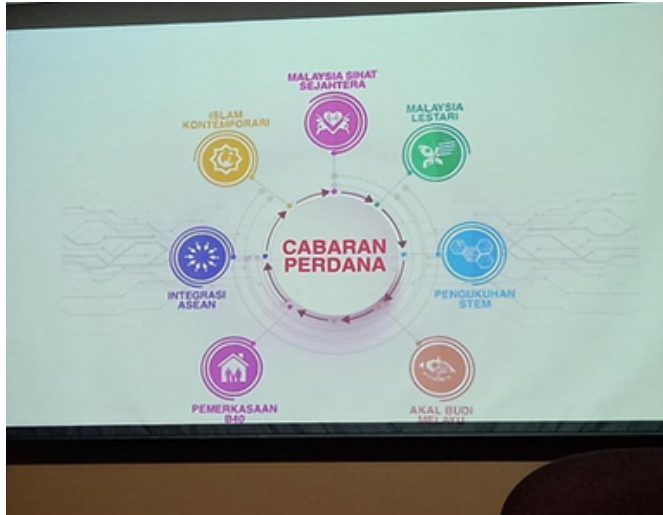 MALAYSIA SIHAT
SEJAHTERA
ISLAM
KONTEMPORARI
MALAYSIA
LESTARI
CABARAN
PERDANA
INTEGRASI
ASEAN
PENGUKUHAN
STEM
PEMERKASAAN
B40
AKAL BUDI
MELAYU